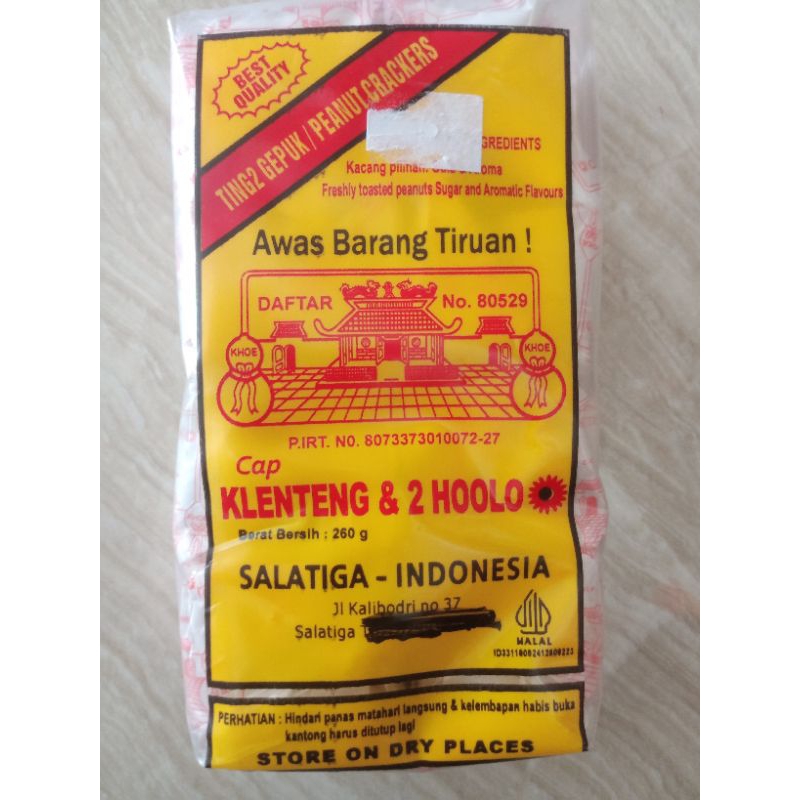 BEST
QUALITY
TING2 GEPUK / PEANUT CRACKERS
GREDIENTS
Kacang
Freshly toasted peanuts Sugar and Aromatic Flavours
Awas Barang Tiruan !
DAFTAR No. 80529
KHOE KHOE
P.IRT. NO. 8073373010072-27
Cap
KLENTENG & 2 HOOLO
Berat Bersih : 260 g
SALATIGA - INDONESIA
Jl Kalibodri no 37
Salatiga
HALAL
PERHATIAN : Hindari panas matahari langsung & kelembapan habis buka
kantong harus ditutup lagi
STORE ON DRY PLACES